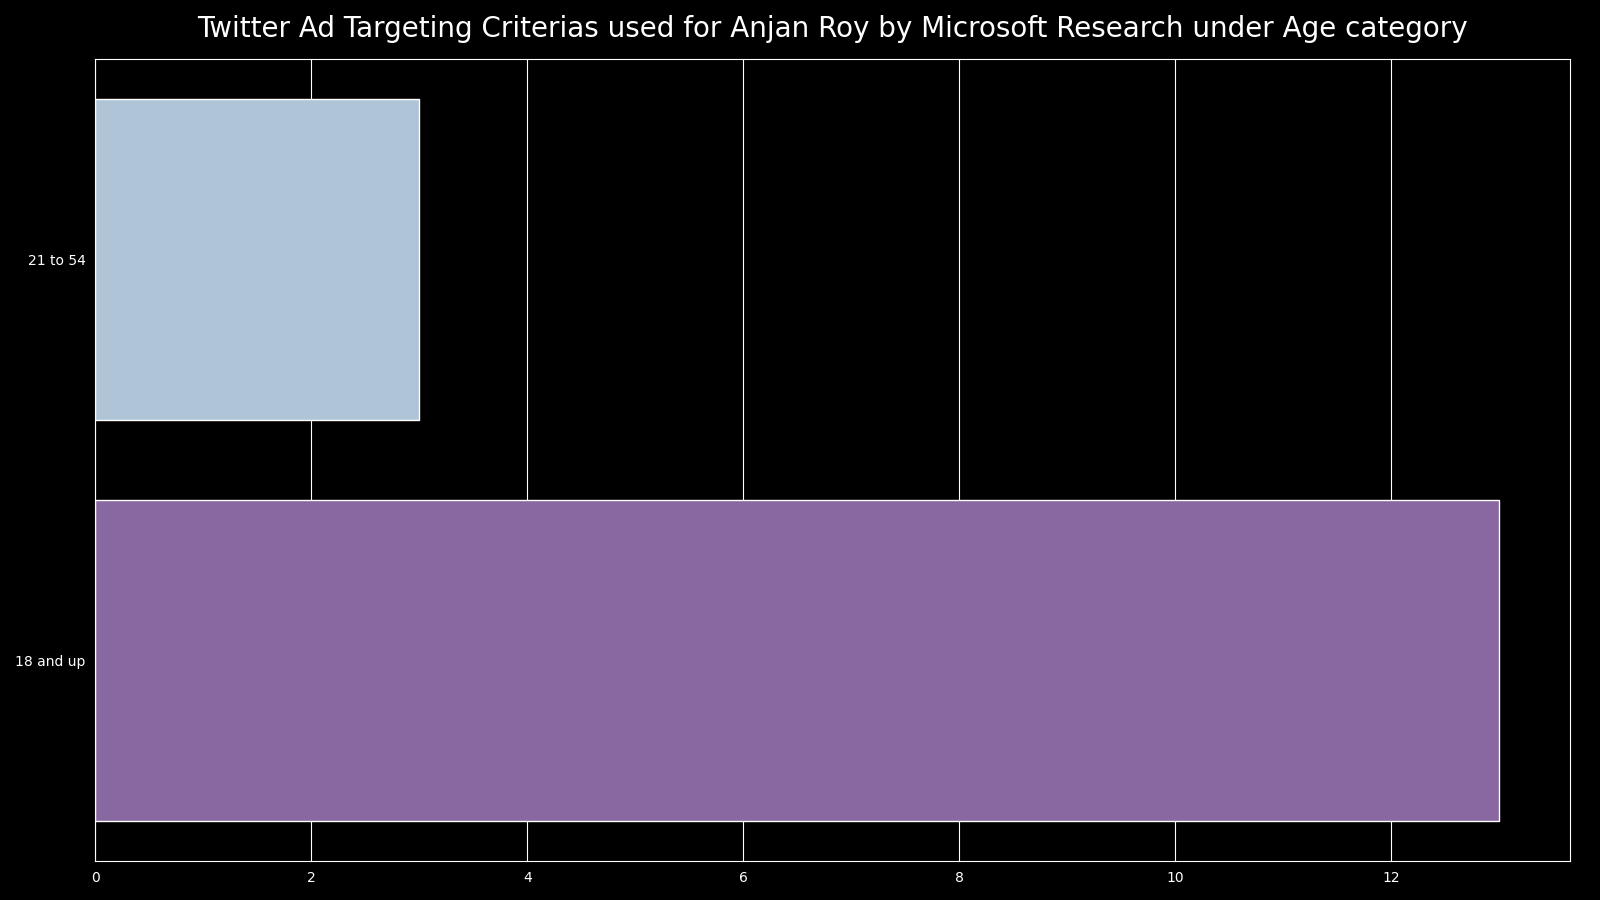 Twitter Ad Targeting Criterias used for Anjan Roy by Microsoft Research under Age category
21 to 54
18 and up
0 2 4 6 8 10 12